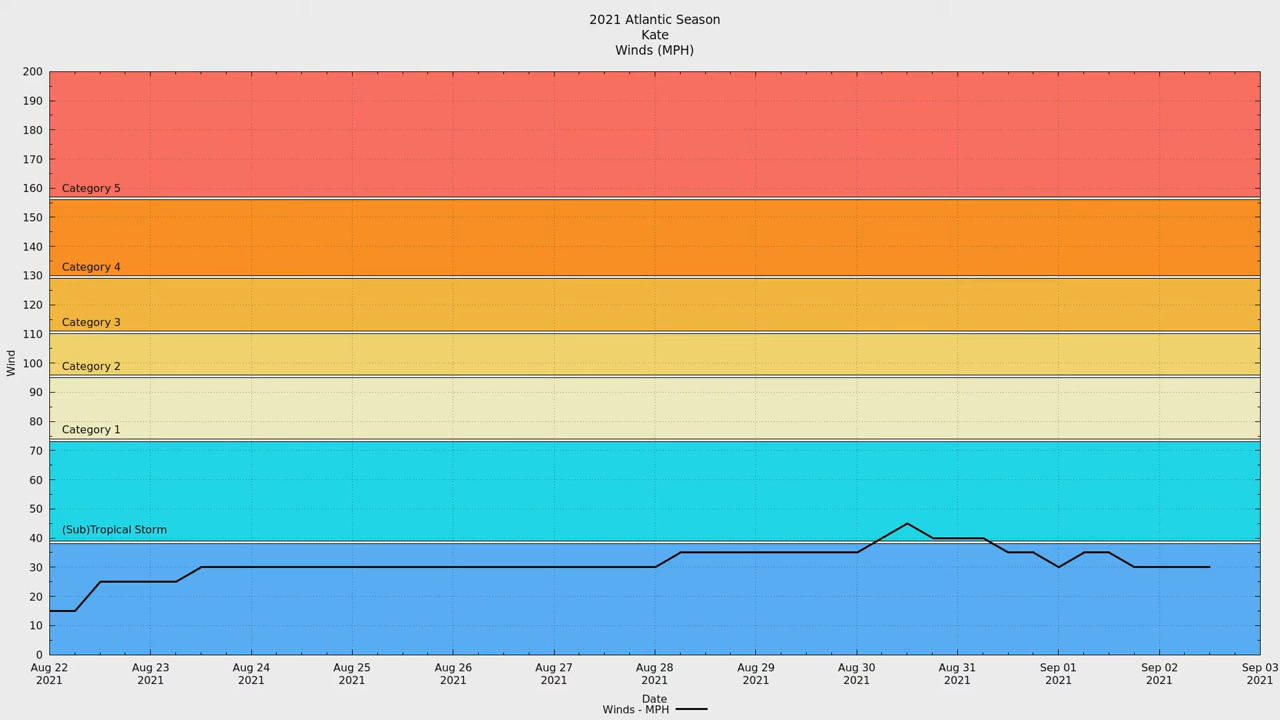 2021 Atlantic Season
Kate
Winds (MPH)
200
190
180
170
160
150
140
130
120
110
100
90
80
70
60
50
40
30
20
10
0
Wind
Category 5
Category 4
Category 3
Category 2
Category 1
(Sub)Tropical Storm
Aug 22 Aug 23 Aug 24 Aug 25 Aug 26 Aug 27 Aug 28 Aug 29 Aug 30 Aug 31 Sep 01 Sep 02 Sep 03
2021 2021 2021 2021 2021 2021 2021 2021 2021 2021 2021 2021 2021
Date
Winds - MPH